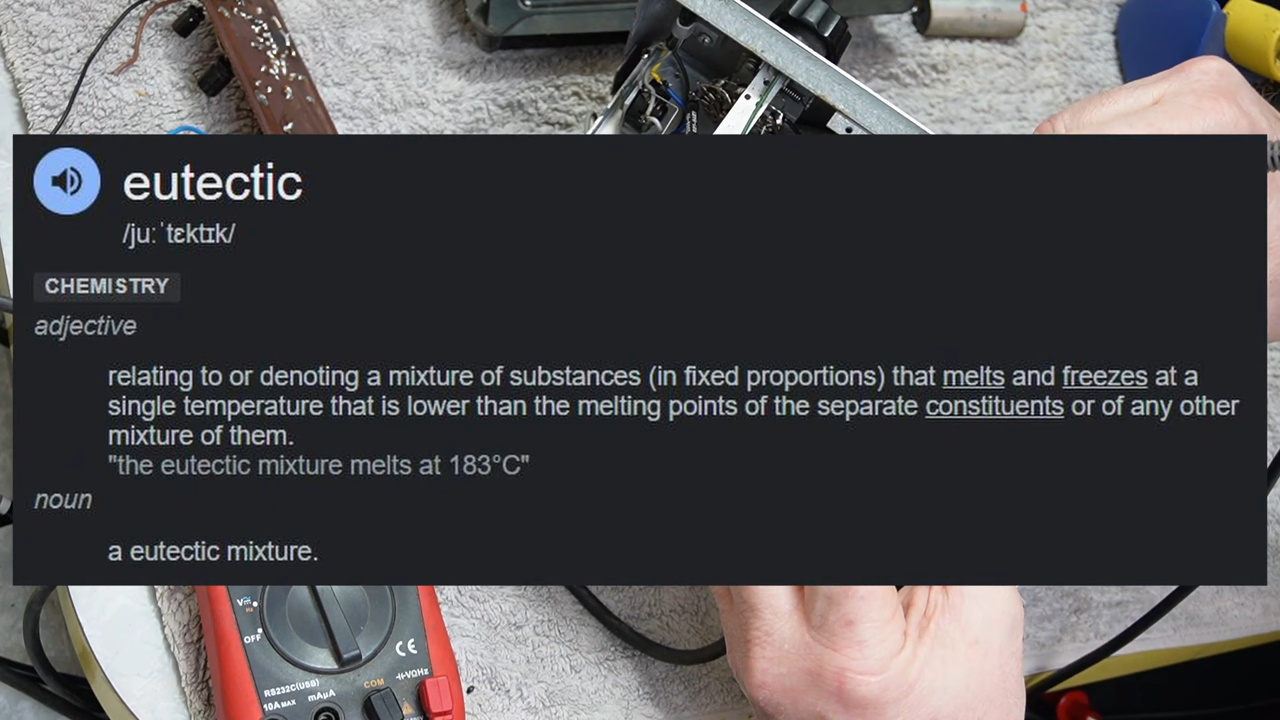 eutectic
/juːˈtɛktɪk/
CHEMISTRY
adjective
relating to or denoting a mixture of substances (in fixed proportions) that melts and freezes at a
single temperature that is lower than the melting points of the separate constituents or of any other
mixture of them.
"the eutectic mixture melts at 183°C"
noun
a eutectic mixture.
OFF
CE
RS232C(USB)
COM
VΩHz
10A MAX
mAμA